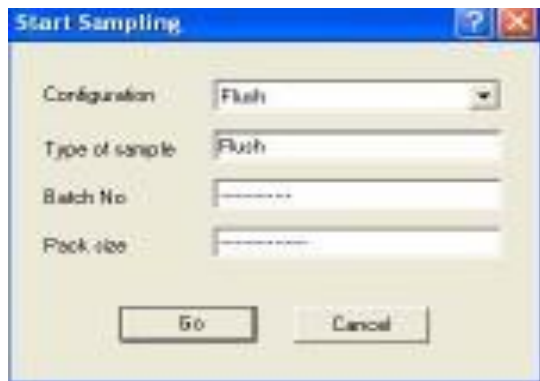 Start Sampling
Configuration Flush
Type of sample Flush
Batch No --------
Pack size ----------
Go Cancel